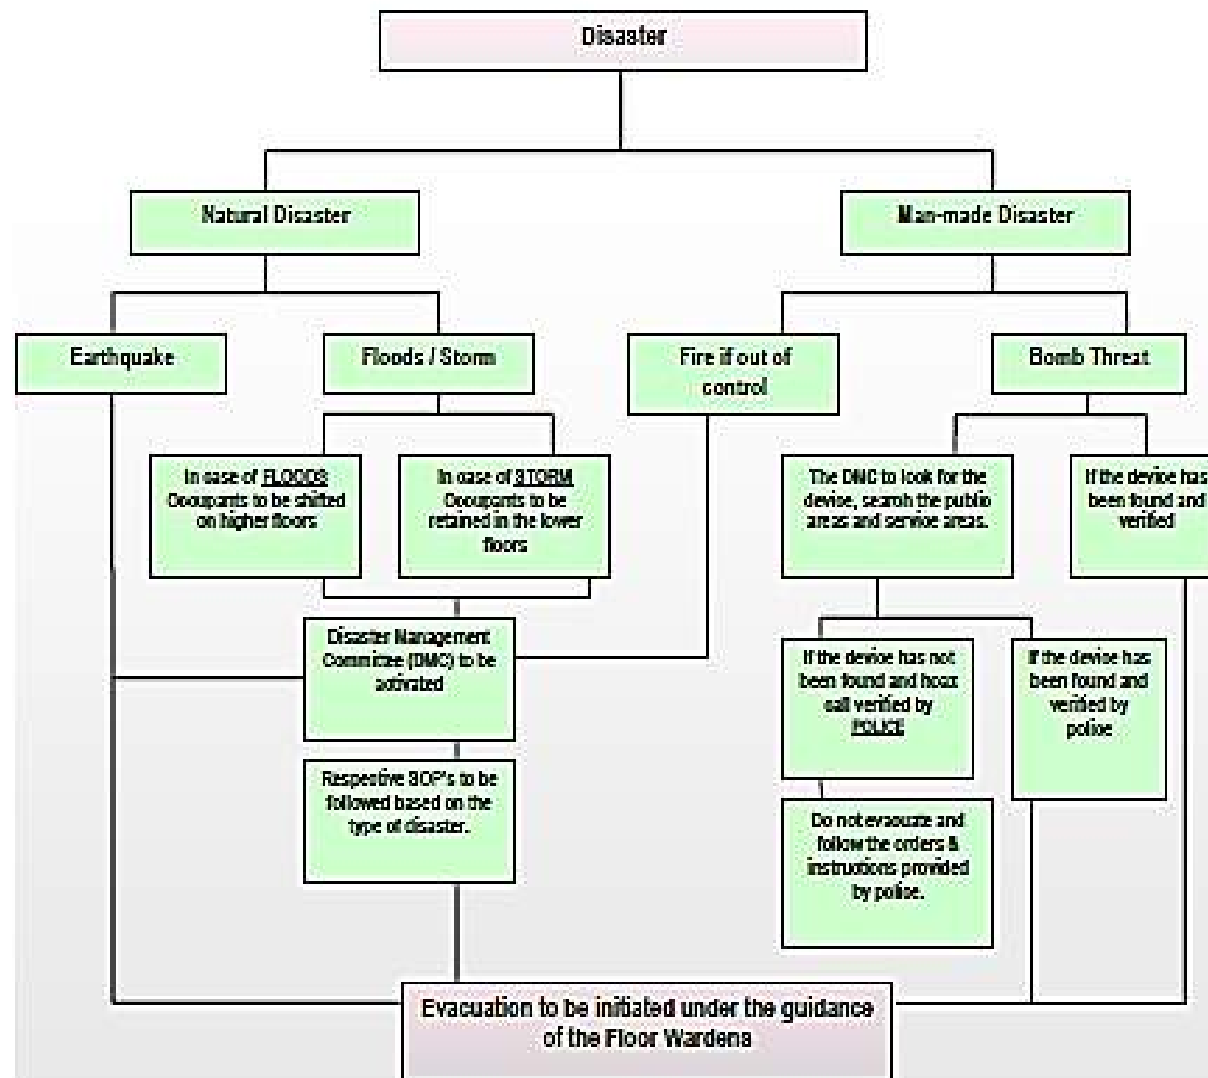 Disaster
Natural Disaster
Man-made Disaster
Earthquake
Floods / Storm
Fire if out of
control
Bomb Threat
In case of FLOODS
Occupants to be shifted
on higher floors
In case of STORM
Occupants to be
retained in the lower
floors
The DMC to look for the
device, search the public
areas and service areas.
If the device has
been found and
verified
Disaster Management
Committee (DMC) to be
activated
If the device has not
been found and hoax
call verified by
POLICE
If the device has
been found and
verified by
police
Respective SOP's to be
followed based on the
type of disaster.
Do not evacuate and
follow the orders &
instructions provided
by police.
Evacuation to be initiated under the guidance
of the Floor Wardens